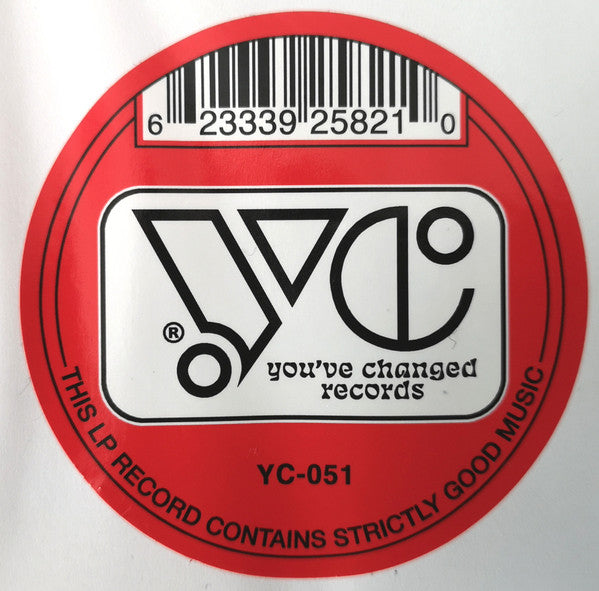 6 23339 25821 0
yc
®
you've changed
records
YC-051
THIS LP RECORD CONTAINS STRICTLY GOOD MUSIC